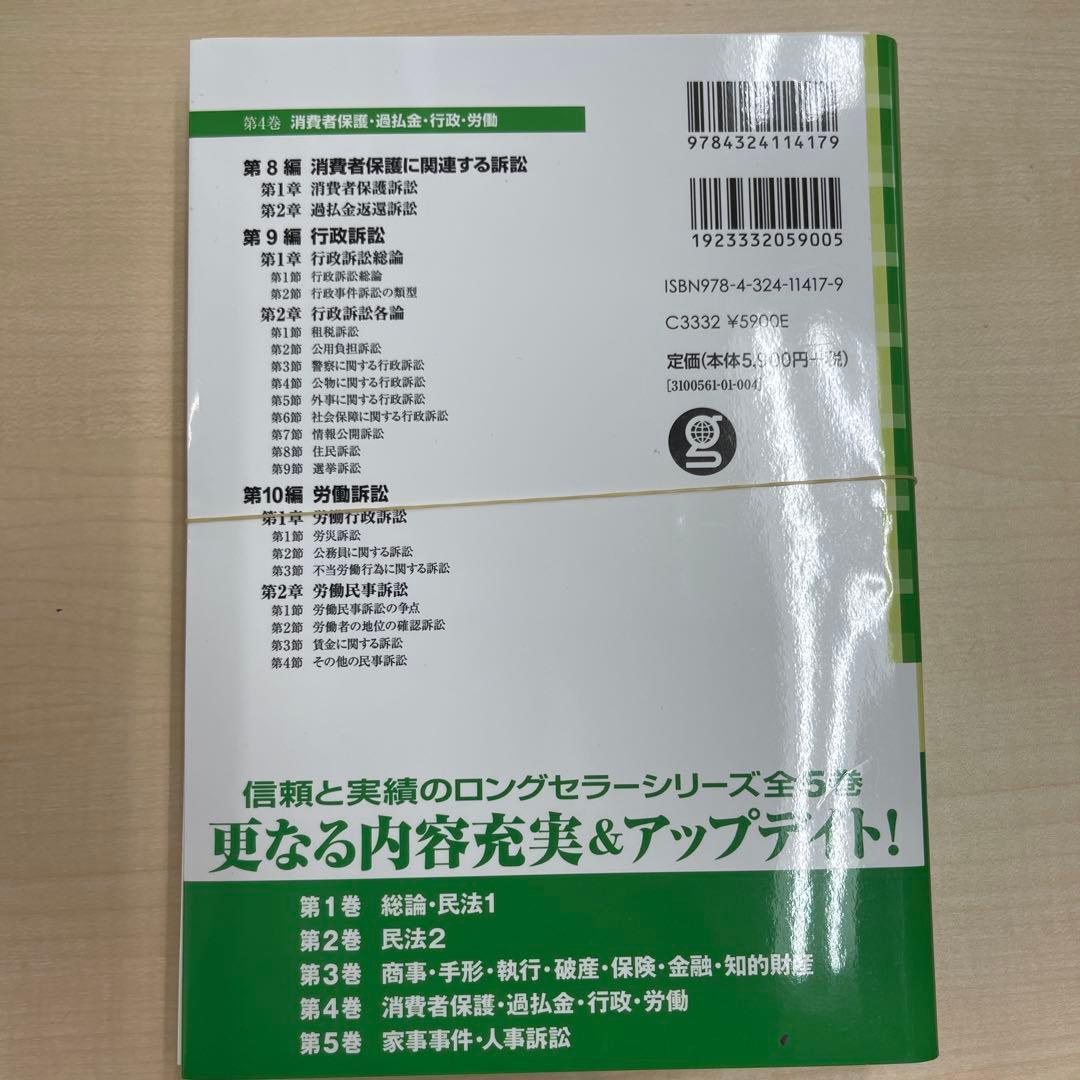 第4巻 消費者保護・過払金・行政・労働
第8編 消費者保護に関連する訴訟
第1章 消費者保護訴訟
第2章 過払金返還訴訟
第9編 行政訴訟
第1章 行政訴訟総論
第1節 行政訴訟総論
第2節 行政事件訴訟の類型
第2章 行政訴訟各論
第1節 租税訴訟
第2節 公用負担訴訟
第3節 警察に関する行政訴訟
第4節 公物に関する行政訴訟
第5節 外事に関する行政訴訟
第6節 社会保障に関する行政訴訟
第7節 情報公開訴訟
第8節 住民訴訟
第9節 選挙訴訟
第10編 労働訴訟
第1章 労働行政訴訟
第1節 労災訴訟
第2節 公務員に関する訴訟
第3節 不当労働行為に関する訴訟
第2章 労働民事訴訟
第1節 労働民事訴訟の争点
第2節 労働者の地位の確認訴訟
第3節 賃金に関する訴訟
第4節 その他の民事訴訟
9784324114179
1923332059005
ISBN978-4-324-11417-9
C3332 ¥5900E
定価(本体5,900円+税)
[3100561-01-004]
g
信頼と実績のロングセラーシリーズ全5巻
更なる内容充実&アップデイト!
第1巻 総論・民法1
第2巻 民法2
第3巻 商事・手形・執行・破産・保険・金融・知的財産
第4巻 消費者保護・過払金・行政・労働
第5巻 家事事件・人事訴訟